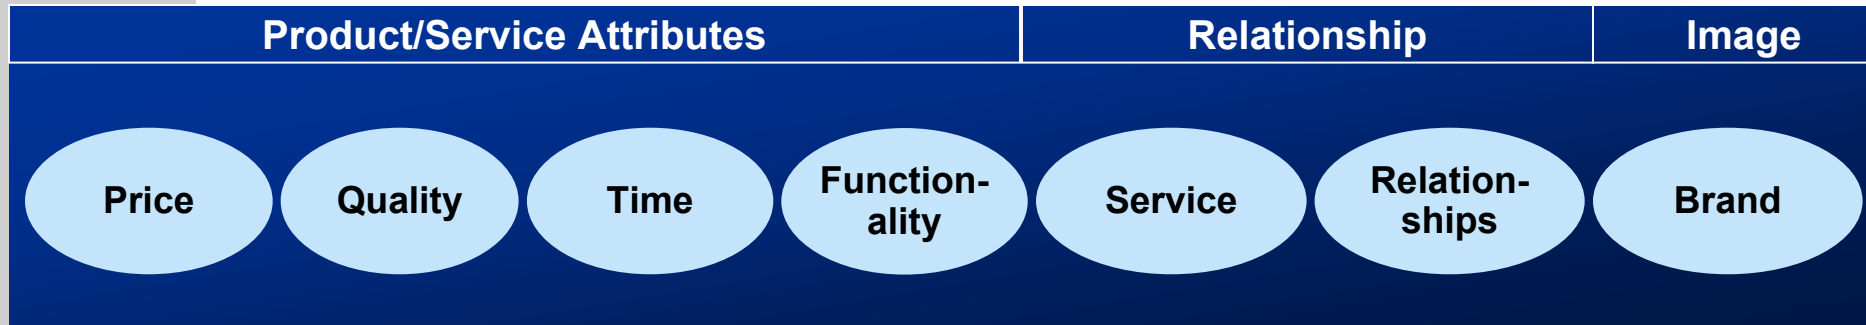 Product/Service Attributes
Relationship
Image
Price
Quality
Time
Function-
ality
Service
Relation-
ships
Brand